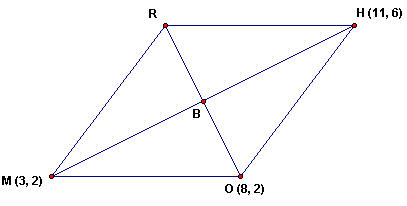 R
H (11, 6)
B
M (3, 2)
O (8, 2)